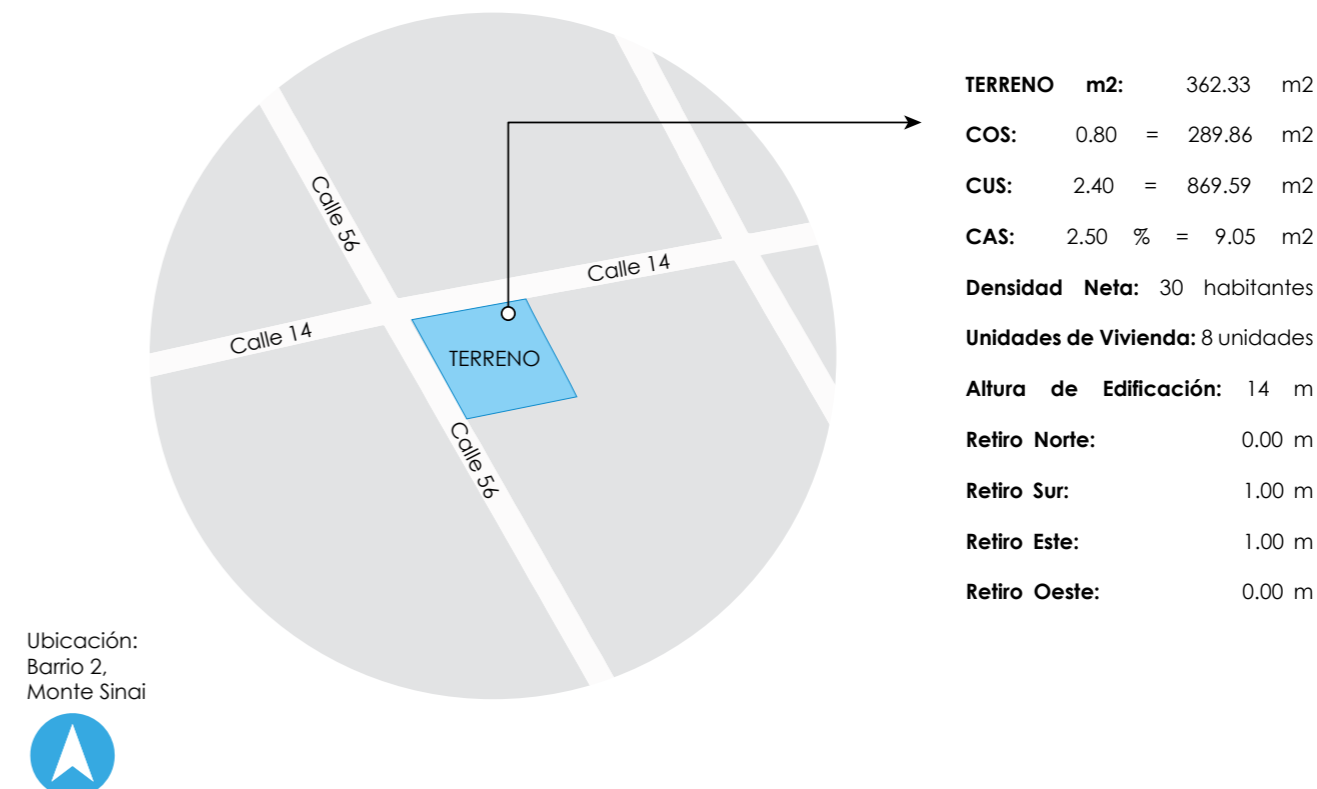 Calle 56
Calle 14
Calle 14
TERRENO
Calle 56
TERRENO m2: 362.33 m2
COS: 0.80 = 289.86 m2
CUS: 2.40 = 869.59 m2
CAS: 2.50 % = 9.05 m2
Densidad Neta: 30 habitantes
Unidades de Vivienda: 8 unidades
Altura de Edificación: 14 m
Retiro Norte: 0.00 m
Retiro Sur: 1.00 m
Retiro Este: 1.00 m
Retiro Oeste: 0.00 m
Ubicación:
Barrio 2,
Monte Sinai